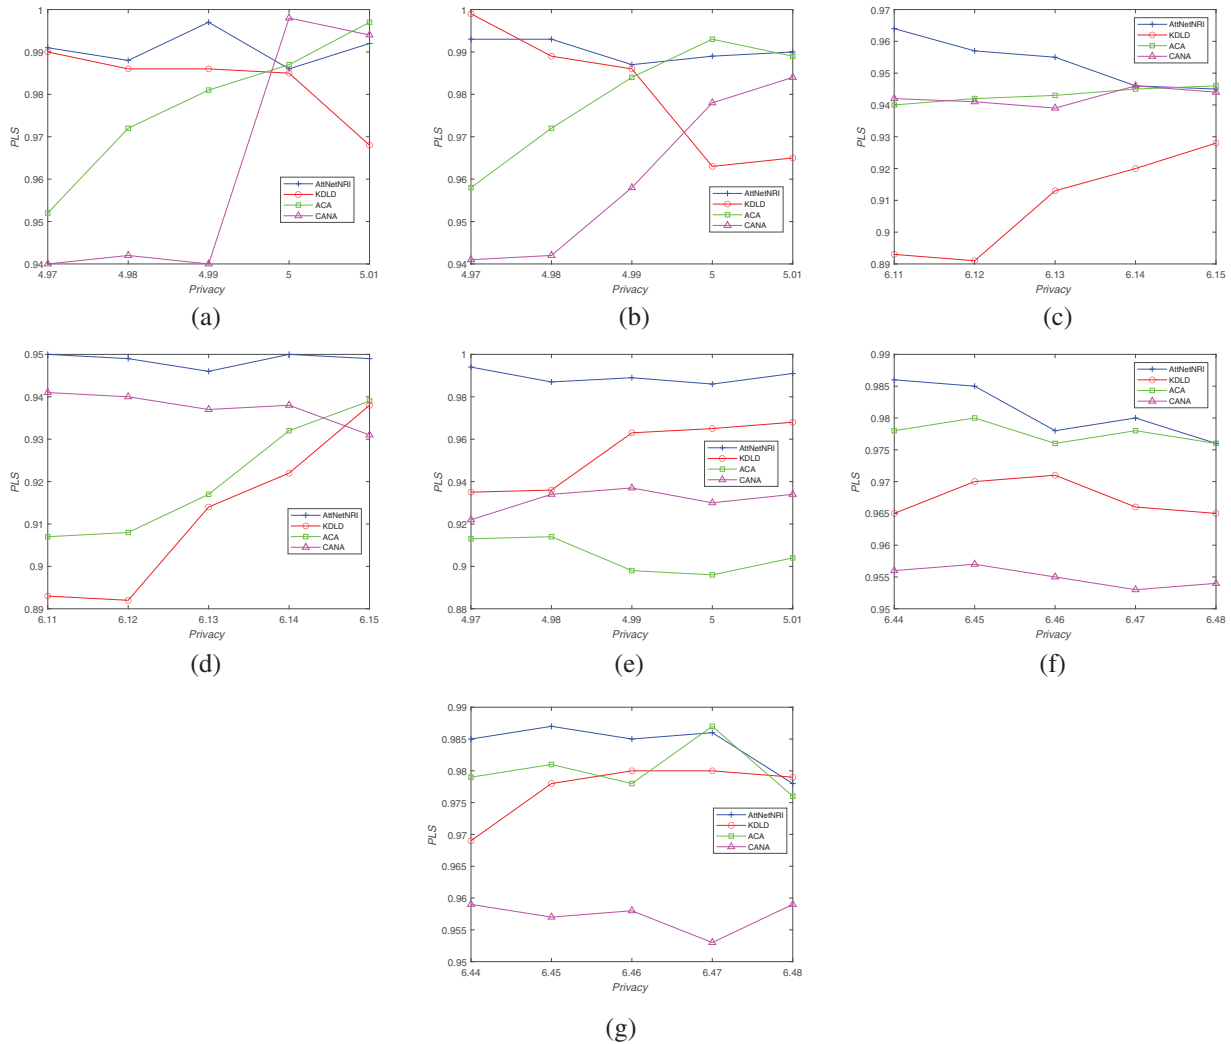 1
0.99
0.98
0.97
0.96
0.95
0.94
PLS
AttNetNRI
KDLD
ACA
CANA
4.97 4.98 4.99 5 5.01
Privacy
(a)
1
0.99
0.98
0.97
0.96
0.95
0.94
PLS
AttNetNRI
KDLD
ACA
CANA
4.97 4.98 4.99 5 5.01
Privacy
(b)
0.97
0.96
0.95
0.94
0.93
0.92
0.91
0.9
0.89
PLS
AttNetNRI
KDLD
ACA
CANA
6.11 6.12 6.13 6.14 6.15
Privacy
(c)
0.95
0.94
0.93
0.92
0.91
0.9
0.89
PLS
AttNetNRI
KDLD
ACA
CANA
6.11 6.12 6.13 6.14 6.15
Privacy
(d)
1
0.98
0.96
0.94
0.92
0.9
0.88
PLS
AttNetNRI
KDLD
ACA
CANA
4.97 4.98 4.99 5 5.01
Privacy
(e)
0.99
0.985
0.98
0.975
0.97
0.965
0.96
0.955
0.95
PLS
AttNetNRI
KDLD
ACA
CANA
6.44 6.45 6.46 6.47 6.48
Privacy
(f)
0.99
0.985
0.98
0.975
0.97
0.965
0.96
0.955
0.95
PLS
AttNetNRI
KDLD
ACA
CANA
6.44 6.45 6.46 6.47 6.48
Privacy
(g)